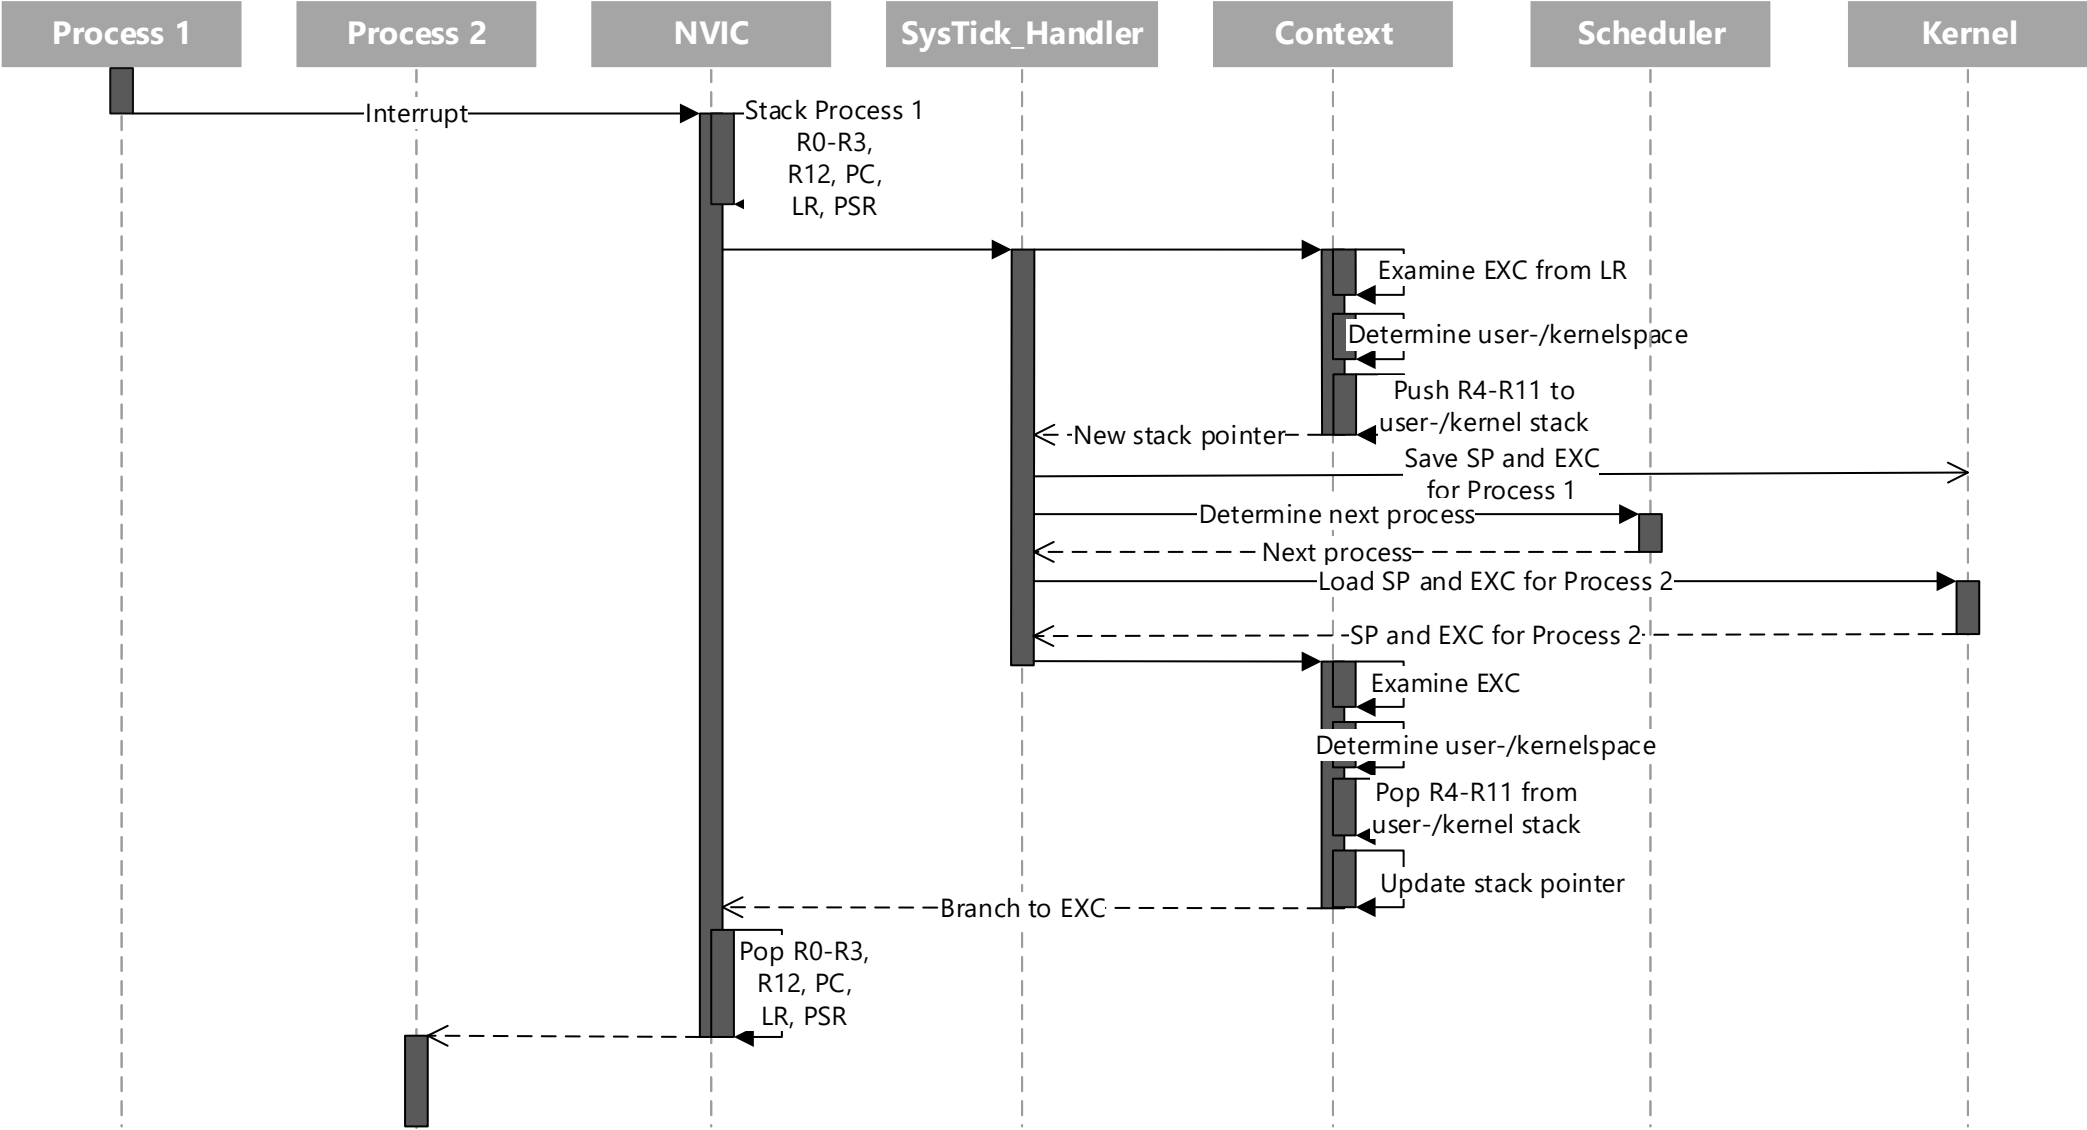 Process 1
Process 2
NVIC
SysTick_Handler
Context
Scheduler
Kernel
Interrupt
Stack Process 1
R0-R3,
R12, PC,
LR, PSR
Examine EXC from LR
Determine user-/kernelspace
Push R4-R11 to
user-/kernel stack
New stack pointer
Save SP and EXC
for Process 1
Determine next process
Next process
Load SP and EXC for Process 2
SP and EXC for Process 2
Examine EXC
Determine user-/kernelspace
Pop R4-R11 from
user-/kernel stack
Update stack pointer
Branch to EXC
Pop R0-R3,
R12, PC,
LR, PSR